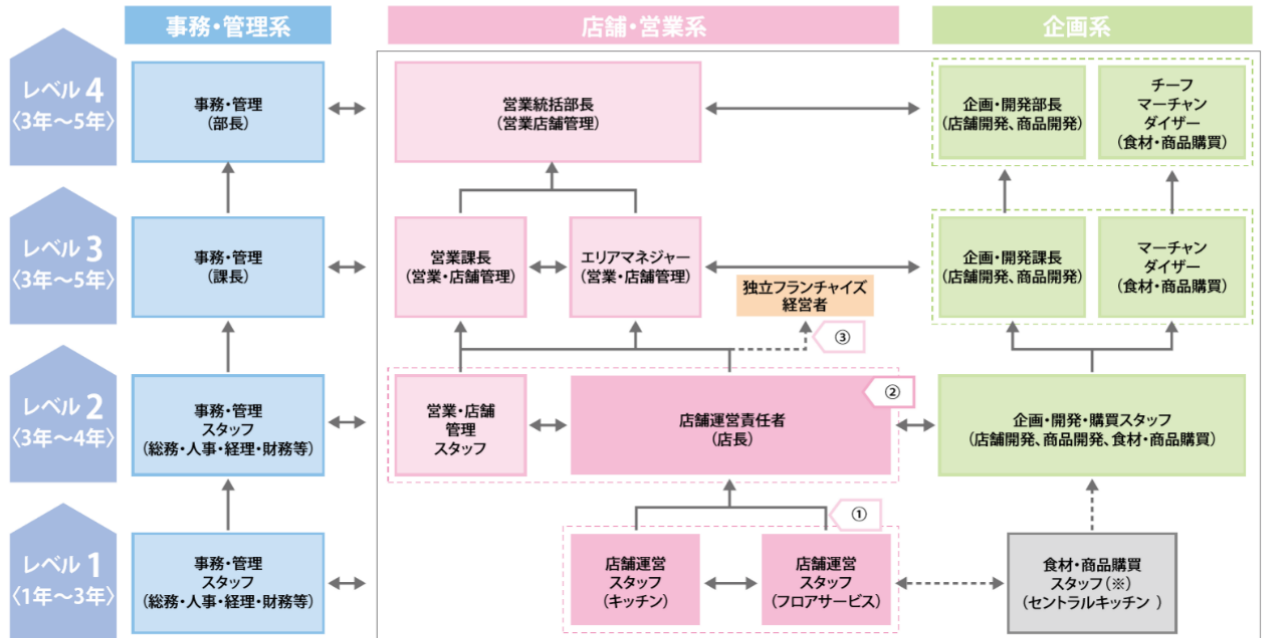 事務・管理系
店舗・営業系
企画系
レベル 4
〈3年～5年〉
事務・管理
(部長)
営業統括部長
(営業店舗管理)
企画・開発部長
(店舗開発、商品開発)
チーフ
マーチャン
ダイザー
(食材・商品購買)
レベル 3
〈3年～5年〉
事務・管理
(課長)
営業課長
(営業・店舗管理)
エリアマネジャー
(営業・店舗管理)
独立フランチャイズ
経営者
企画・開発課長
(店舗開発、商品開発)
マーチャン
ダイザー
(食材・商品購買)
③
レベル 2
〈3年～4年〉
事務・管理
スタッフ
(総務・人事・経理・財務等)
営業・店舗
管理
スタッフ
店舗運営責任者
(店長)
②
企画・開発・購買スタッフ
(店舗開発、商品開発、食材・商品購買)
①
レベル 1
〈1年～3年〉
事務・管理
スタッフ
(総務・人事・経理・財務等)
店舗運営
スタッフ
(キッチン)
店舗運営
スタッフ
(フロアサービス)
食材・商品購買
スタッフ(※)
(セントラルキッチン )